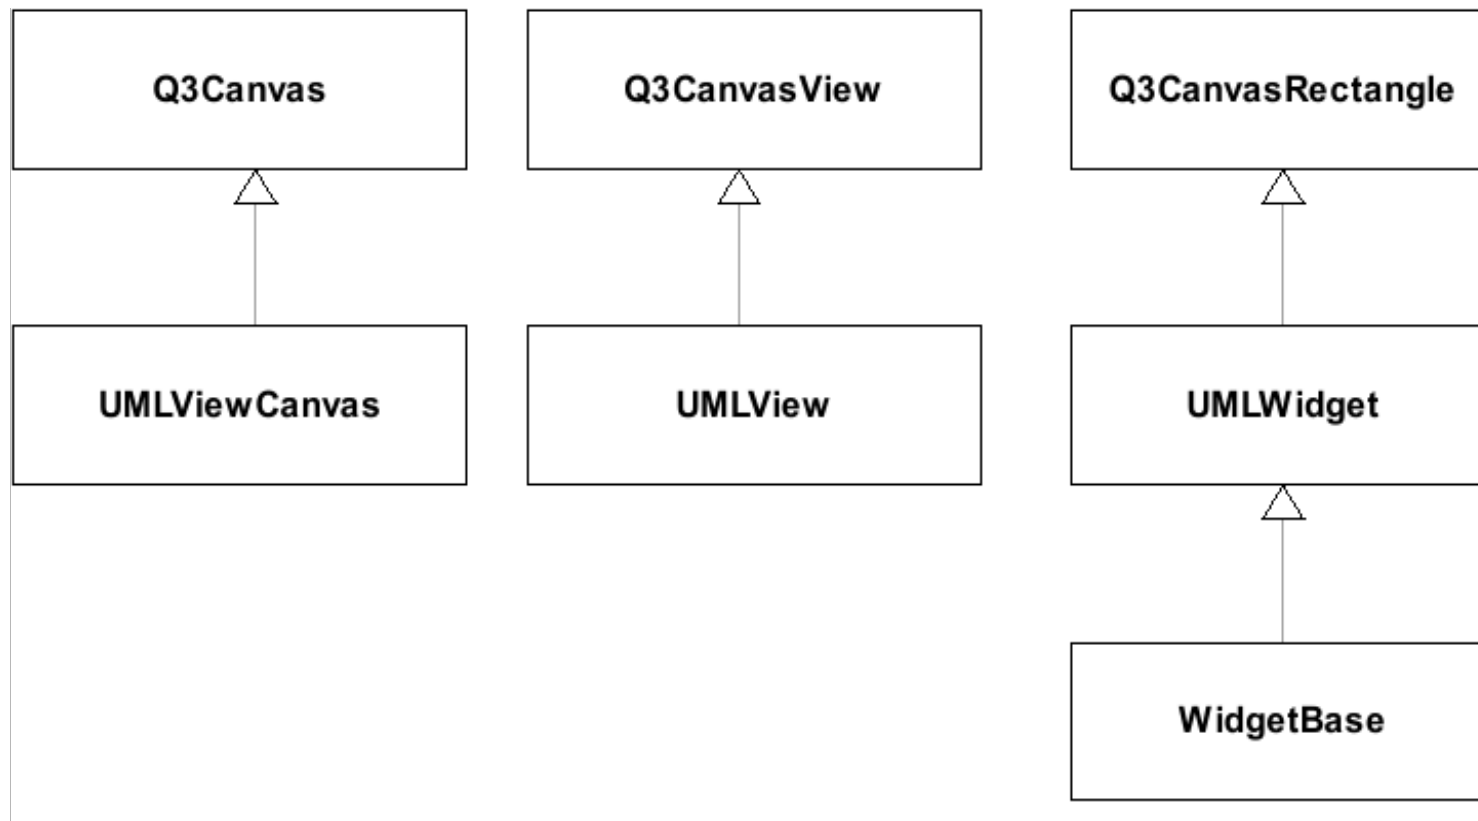 Q3Canvas
Q3CanvasView
Q3CanvasRectangle
UMLViewCanvas
UMLView
UMLWidget
WidgetBase